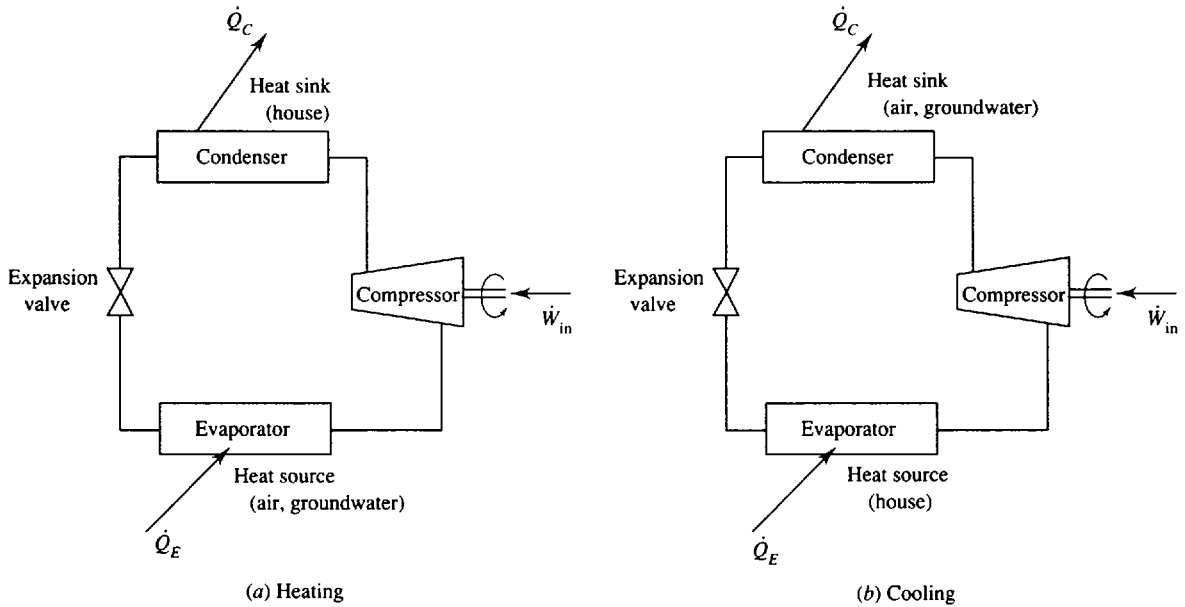 Q̇_C
Heat sink
(house)
Condenser
Expansion
valve
Compressor
Ẇ_in
Evaporator
Heat source
(air, groundwater)
Q̇_E
(a) Heating
Q̇_C
Heat sink
(air, groundwater)
Condenser
Expansion
valve
Compressor
Ẇ_in
Evaporator
Heat source
(house)
Q̇_E
(b) Cooling